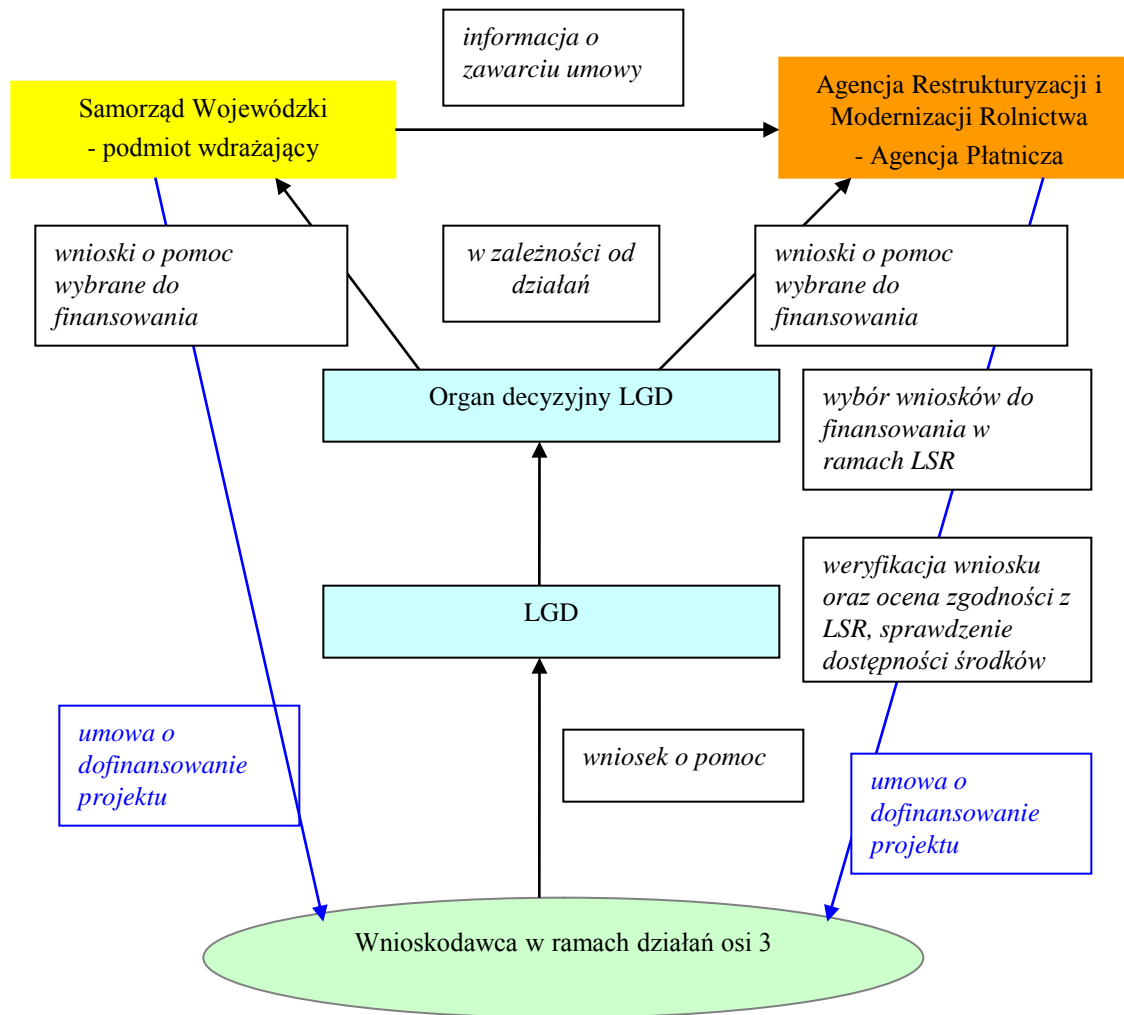 informacja o
zawarciu umowy
Samorząd Wojewódzki
- podmiot wdrażający
Agencja Restrukturyzacji i
Modernizacji Rolnictwa
- Agencja Płatnicza
wnioski o pomoc
wybrane do
finansowania
w zależności od
działań
wnioski o pomoc
wybrane do
finansowania
Organ decyzyjny LGD
wybór wniosków do
finansowania w
ramach LSR
weryfikacja wniosku
oraz ocena zgodności z
LSR, sprawdzenie
dostępności środków
LGD
umowa o
dofinansowanie
projektu
wniosek o pomoc
umowa o
dofinansowanie
projektu
Wnioskodawca w ramach działań osi 3